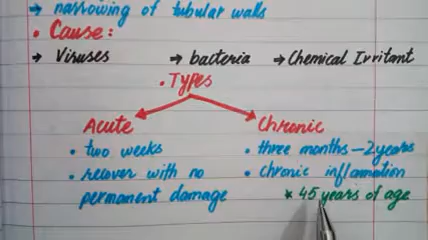 → narrowing of tubular walls
• Cause:
→ Viruses → bacteria → Chemical Irritant
• Types
Acute Chronic
• two weeks • three months - 2 years
• recover with no • chronic inflamation
permanent damage * 45 years of age